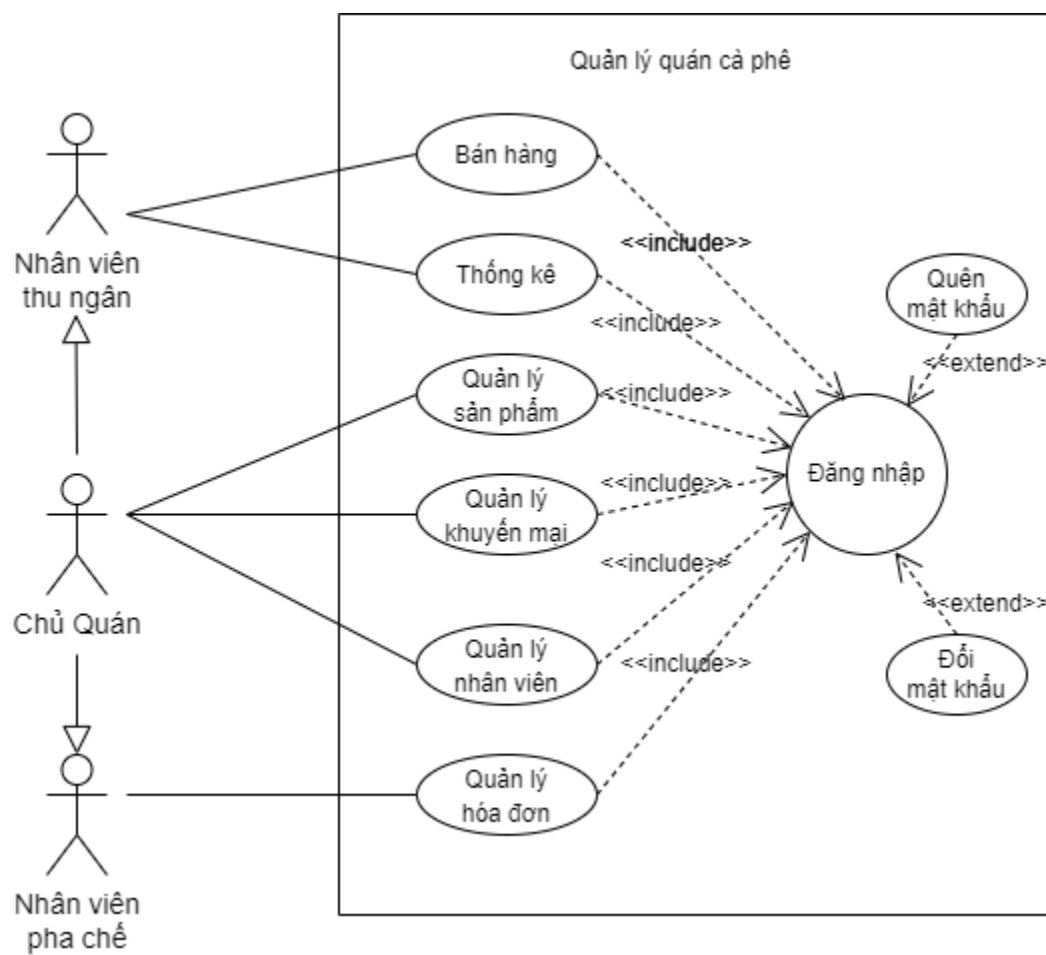 Quản lý quán cà phê
Nhân viên
thu ngân
Chủ Quán
Nhân viên
pha chế
Bán hàng
Thống kê
Quản lý
sản phẩm
Quản lý
khuyến mại
Quản lý
nhân viên
Quản lý
hóa đơn
<<include>>
<<include>>
<<include>>
<<include>>
<<include>>
<<include>>
Đăng nhập
Quên
mật khẩu
<<extend>>
<<extend>>
Đổi
mật khẩu